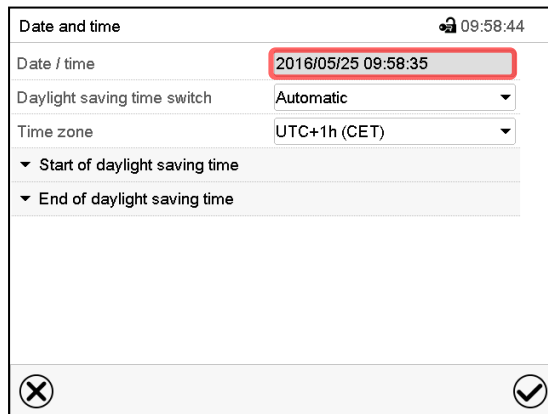 Date and time 09:58:44
Date / time 2016/05/25 09:58:35
Daylight saving time switch Automatic
Time zone UTC+1h (CET)
Start of daylight saving time
End of daylight saving time